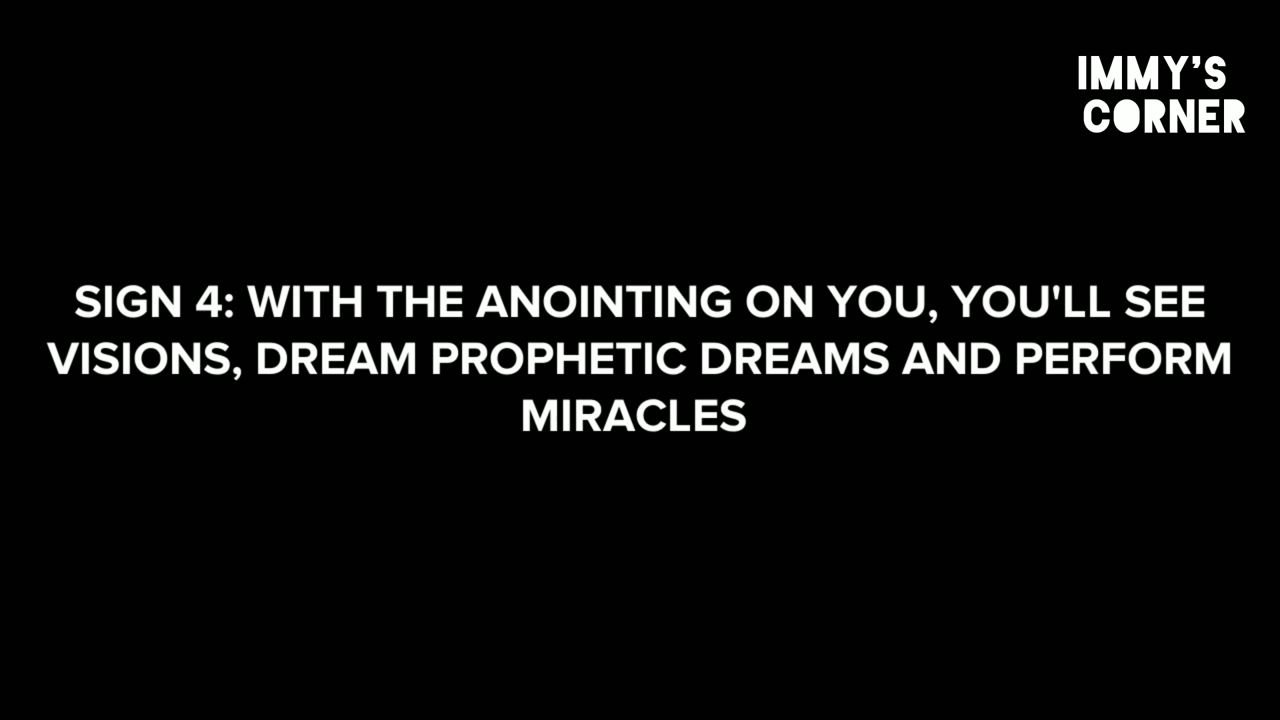 IMMY'S
CORNER
SIGN 4: WITH THE ANOINTING ON YOU, YOU'LL SEE
VISIONS, DREAM PROPHETIC DREAMS AND PERFORM
MIRACLES